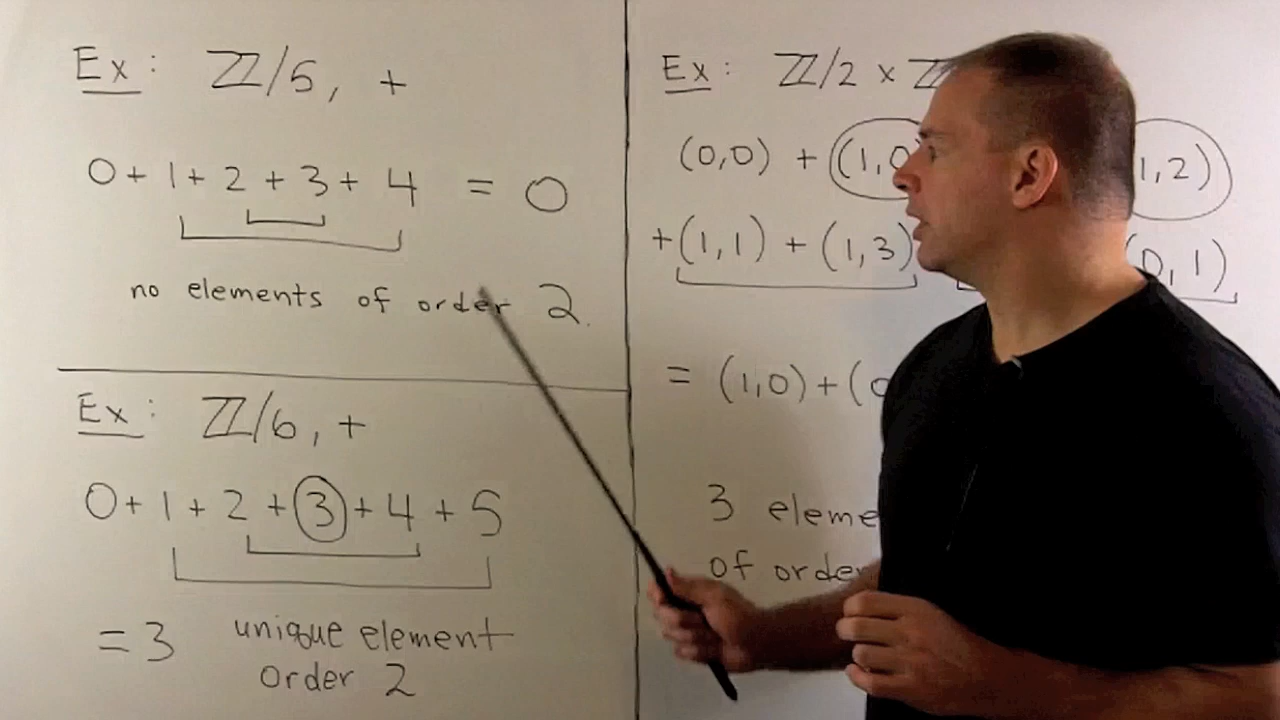 Ex: ℤ/5, +
0 + 1 + 2 + 3 + 4 = 0
no elements of order 2.
Ex: ℤ/6, +
0 + 1 + 2 + 3 + 4 + 5
= 3 unique element
order 2
Ex: ℤ/2 × ℤ
(0,0) + (1,0 1,2)
+ (1,1) + (1,3) 0,1)
= (1,0) + (0
3
of order